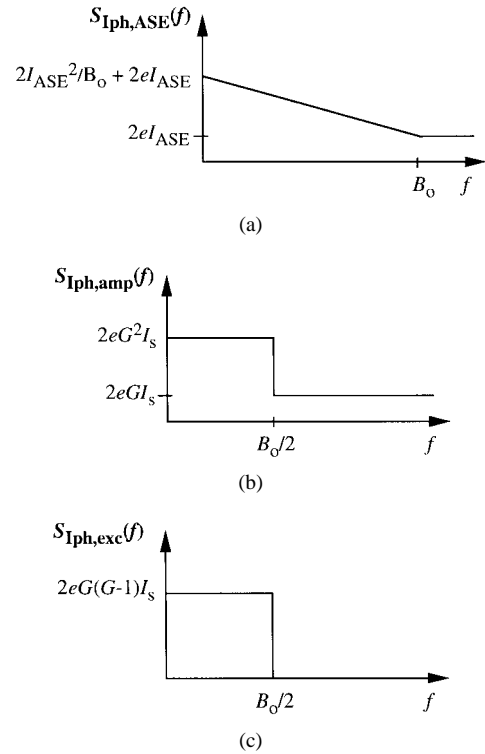 S_Iph,ASE(f)
2I_ASE²/B_o + 2eI_ASE
2eI_ASE
B_o f
(a)
S_Iph,amp(f)
2eG²I_s
2eGI_s
B_o/2 f
(b)
S_Iph,exc(f)
2eG(G-1)I_s
B_o/2 f
(c)